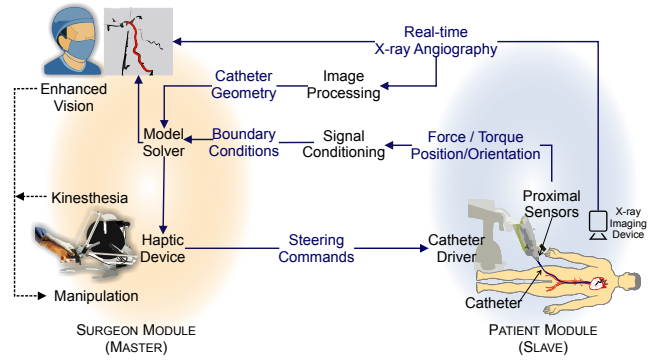 Real-time
X-ray Angiography
Enhanced
Vision
Catheter
Geometry
Image
Processing
Model
Solver
Boundary
Conditions
Signal
Conditioning
Force / Torque
Position/Orientation
Kinesthesia
Proximal
Sensors
X-ray
Imaging
Device
Haptic
Device
Steering
Commands
Catheter
Driver
Manipulation
Catheter
SURGEON MODULE
(MASTER)
PATIENT MODULE
(SLAVE)